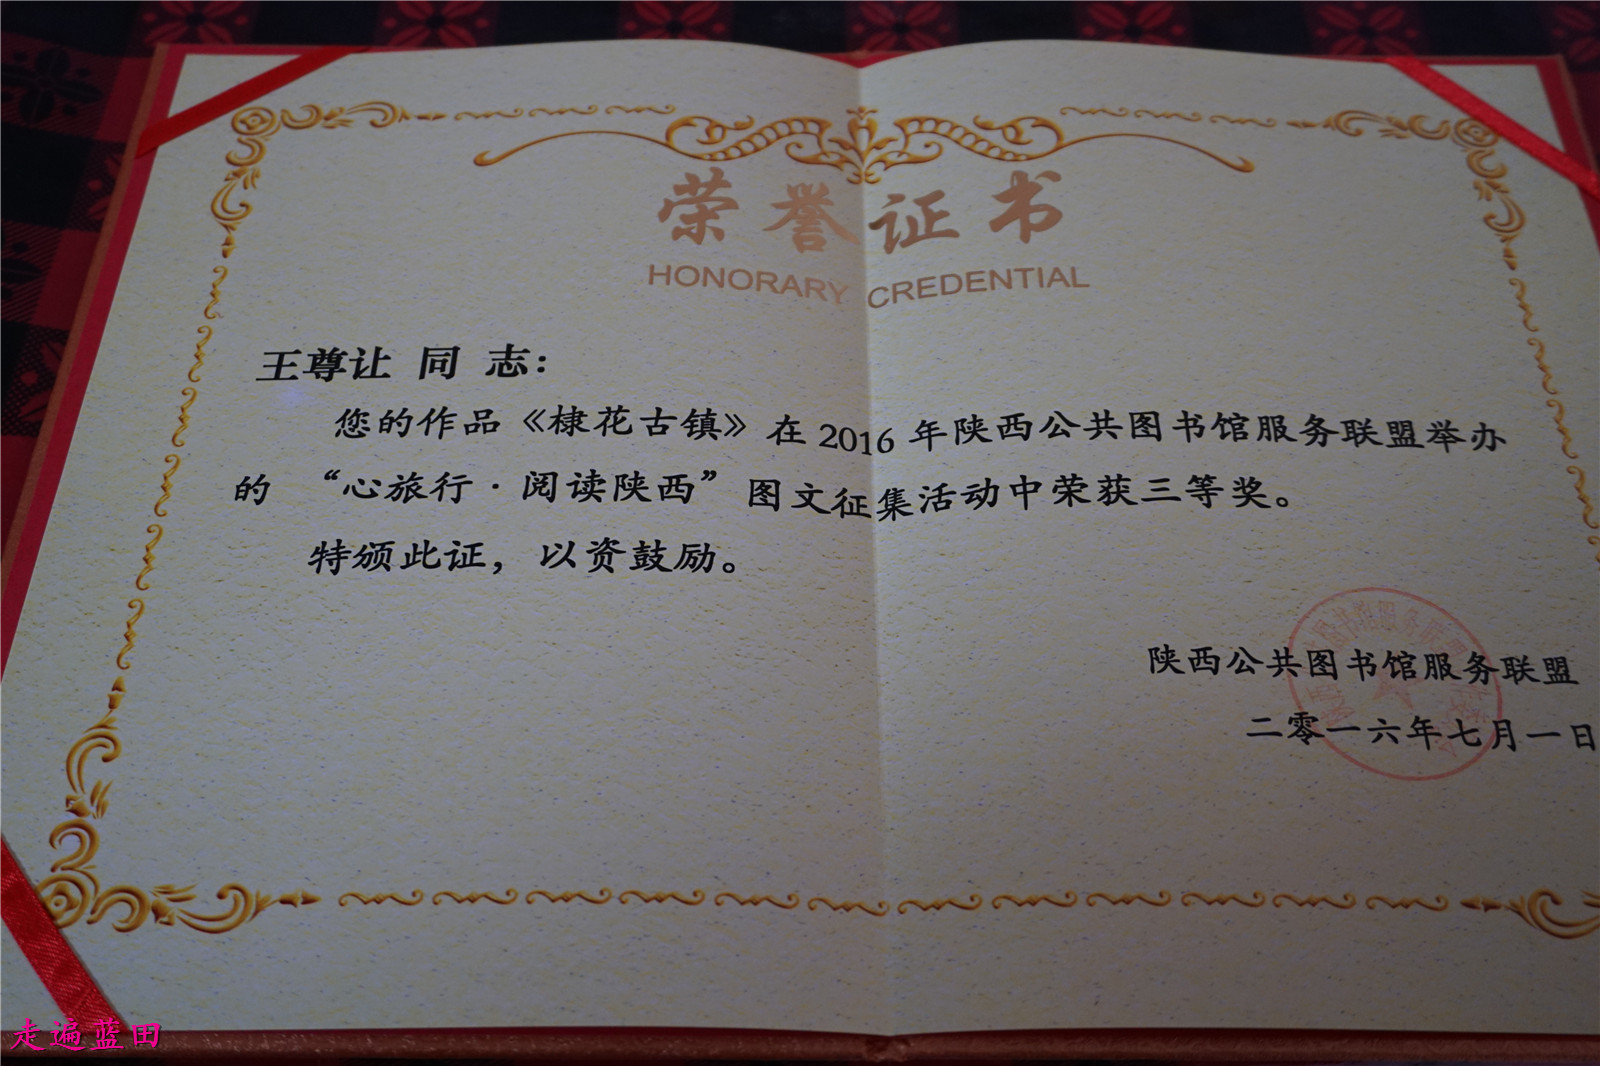 荣誉证书
HONORARY CREDENTIAL
王尊让 同 志：
您的作品《棣花古镇》在2016年陕西公共图书馆服务联盟举办
的 “心旅行·阅读陕西”图文征集活动中荣获三等奖。
特颁此证，以资鼓励。
陕西公共图书馆服务联盟
二零一六年七月一日
走遍蓝田